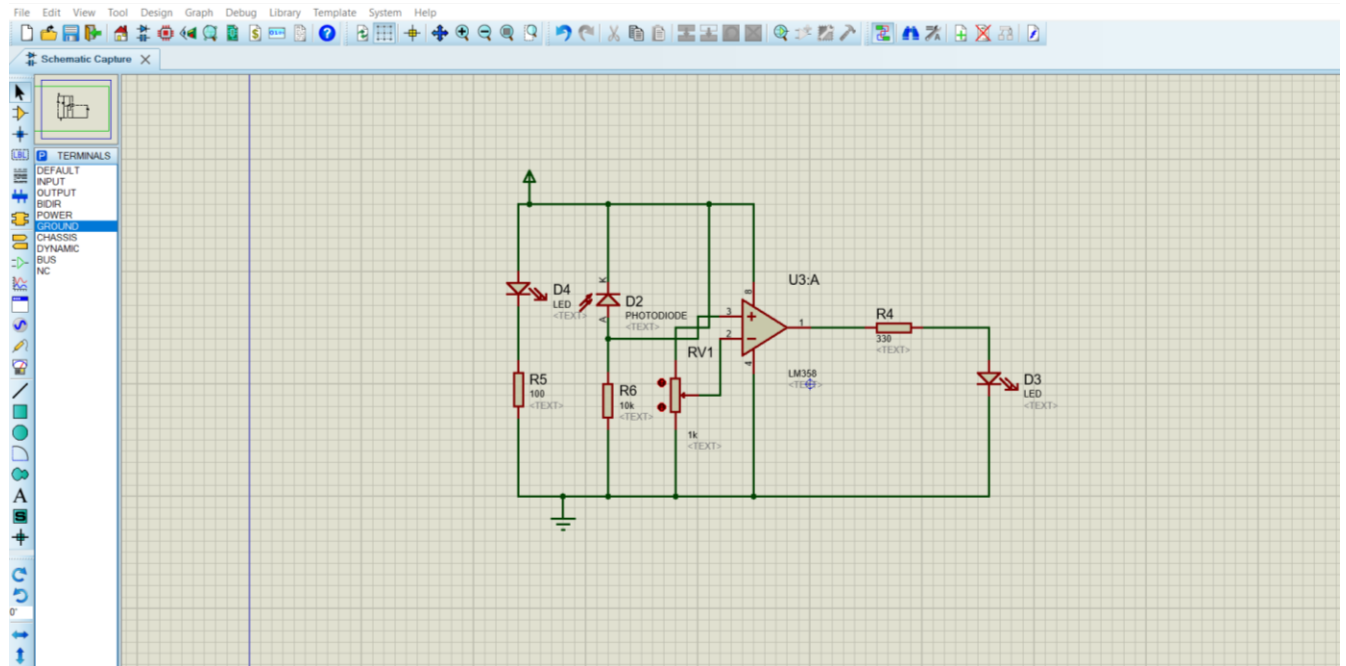 File Edit View Tool Design Graph Debug Library Template System Help
Schematic Capture
P TERMINALS
DEFAULT
INPUT
OUTPUT
BIDIR
POWER
GROUND
CHASSIS
DYNAMIC
BUS
NC
LBL
A
S
0°
D4
LED
<TEXT>
K
A
D2
PHOTODIODE
<TEXT>
R5
100
<TEXT>
R6
10k
<TEXT>
RV1
1k
<TEXT>
U3:A
8
3
2
1
4
LM358
<TEXT>
R4
330
<TEXT>
D3
LED
<TEXT>